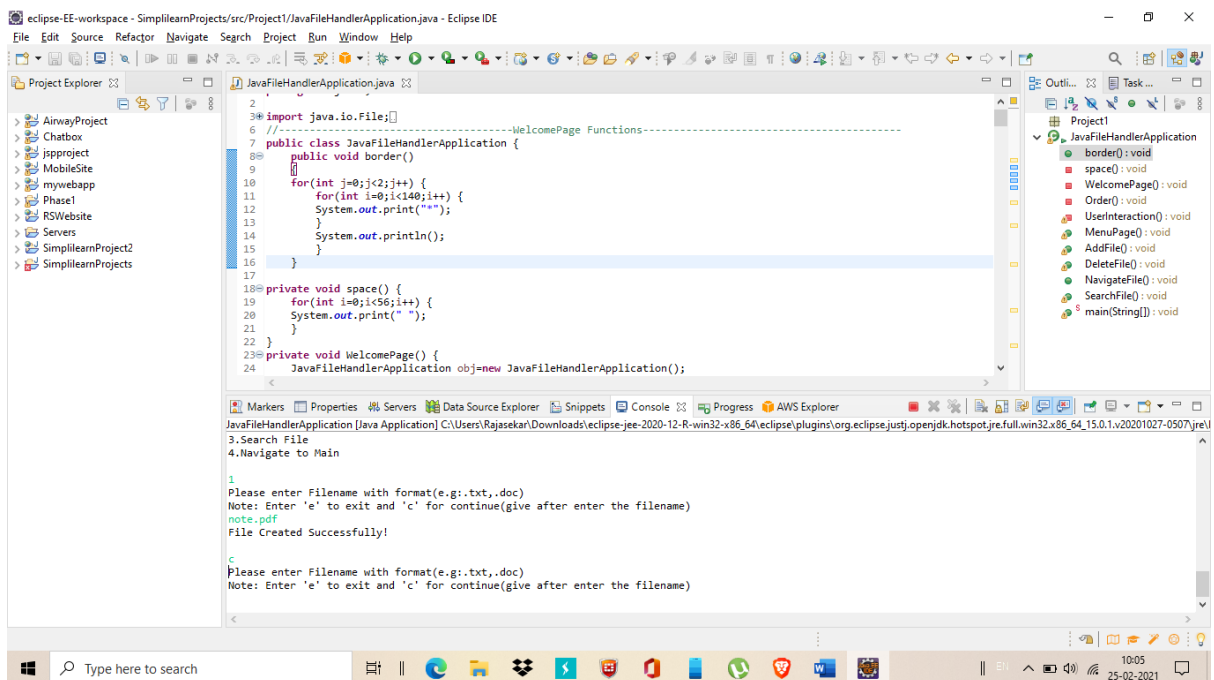 eclipse-EE-workspace - SimplilearnProjects/src/Project1/JavaFileHandlerApplication.java - Eclipse IDE
File Edit Source Refactor Navigate Search Project Run Window Help
Project Explorer
AirwayProject
Chatbox
jspproject
MobileSite
mywebapp
Phase1
RSWebsite
Servers
SimplilearnProject2
SimplilearnProjects
JavaFileHandlerApplication.java
2
3 import java.io.File;
6 //--------------------------------------WelcomePage Functions------------------------------------------
7 public class JavaFileHandlerApplication {
8 public void border()
9 {
10 for(int j=0;j<2;j++) {
11 for(int i=0;i<140;i++) {
12 System.out.print("*");
13 }
14 System.out.println();
15 }
16 }
17
18 private void space() {
19 for(int i=0;i<56;i++) {
20 System.out.print(" ");
21 }
22 }
23 private void WelcomePage() {
24 JavaFileHandlerApplication obj=new JavaFileHandlerApplication();
Outli... Task ...
Project1
JavaFileHandlerApplication
border() : void
space() : void
WelcomePage() : void
Order() : void
UserInteraction() : void
MenuPage() : void
AddFile() : void
DeleteFile() : void
NavigateFile() : void
SearchFile() : void
main(String[]) : void
Markers Properties Servers Data Source Explorer Snippets Console Progress AWS Explorer
JavaFileHandlerApplication [Java Application] C:\Users\Rajasekar\Downloads\eclipse-jee-2020-12-R-win32-x86_64\eclipse\plugins\org.eclipse.justj.openjdk.hotspot.jre.full.win32.x86_64_15.0.1.v20201027-0507\jre\
3.Search File
4.Navigate to Main
1
Please enter Filename with format(e.g:.txt,.doc)
Note: Enter 'e' to exit and 'c' for continue(give after enter the filename)
note.pdf
File Created Successfully!
c
Please enter Filename with format(e.g:.txt,.doc)
Note: Enter 'e' to exit and 'c' for continue(give after enter the filename)
Type here to search
EN
10:05
25-02-2021